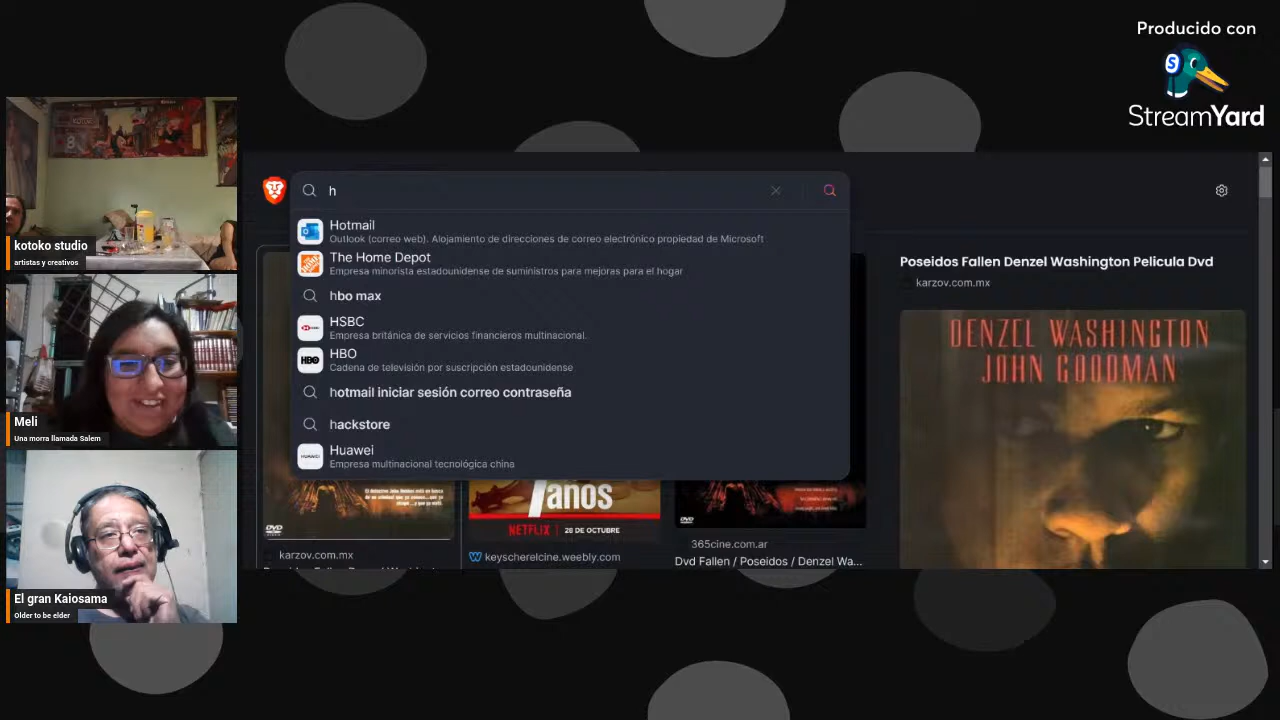 Producido con
StreamYard
kotoko studio
artistas y creativos
Meli
Una morra llamada Salem
El gran Kaiosama
Older to be elder
h
Hotmail
Outlook (correo web). Alojamiento de direcciones de correo electrónico propiedad de Microsoft
The Home Depot
Empresa minorista estadounidense de suministros para mejoras para el hogar
hbo max
HSBC
Empresa británica de servicios financieros multinacional.
HBO
HBO
Cadena de televisión por suscripción estadounidense
hotmail iniciar sesión correo contraseña
hackstore
HUAWEI
Huawei
Empresa multinacional tecnológica china
DVD
karzov.com.mx
7anos
NETFLIX | 28 DE OCTUBRE
keyscherelcine.weebly.com
DVD
365cine.com.ar
Dvd Fallen / Poseidos / Denzel Wa...
Poseidos Fallen Denzel Washington Pelicula Dvd
karzov.com.mx
DENZEL WASHINGTON
JOHN GOODMAN